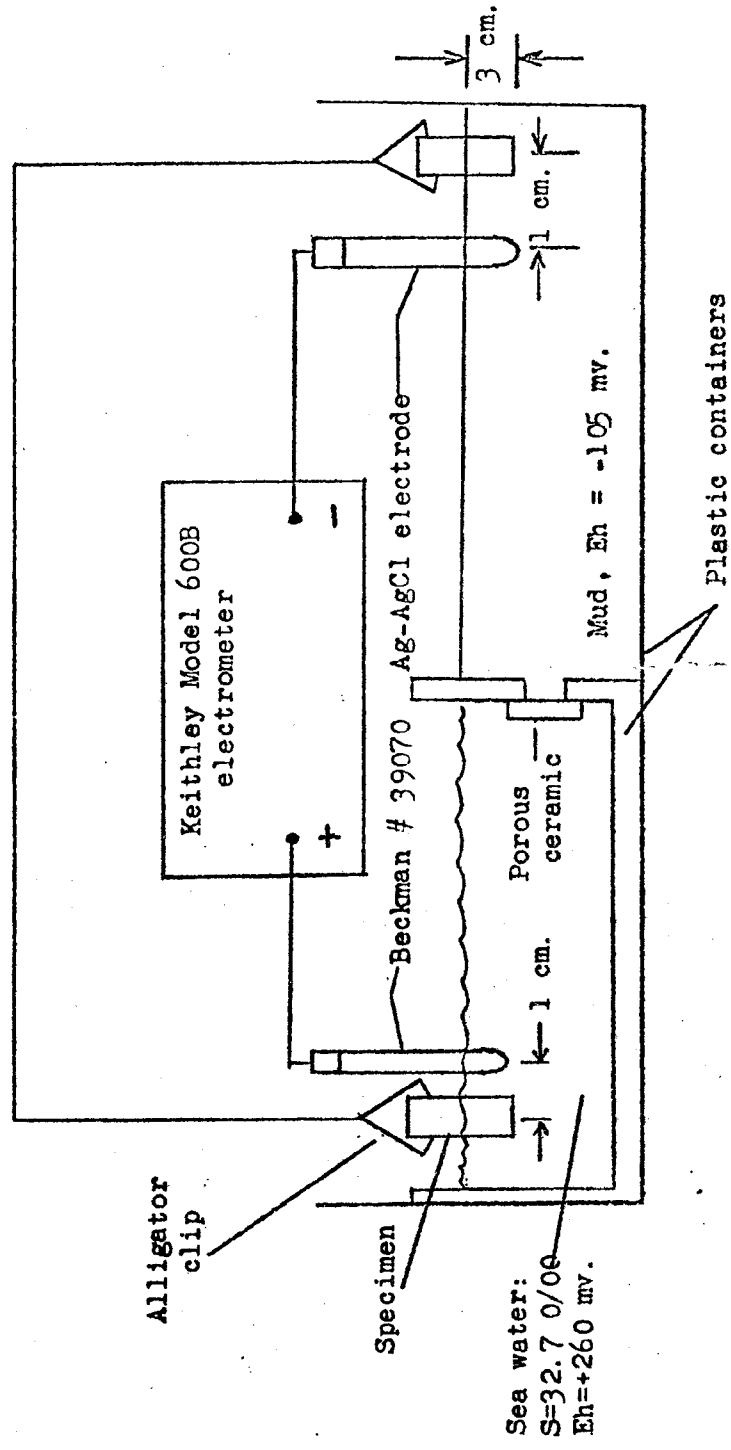 Alligator
clip
Specimen
Sea water:
S=32.7 0/00
Eh=+260 mv.
Keithley Model 600B
electrometer
+
-
Beckman # 39070 Ag-AgCl electrode
Porous
ceramic
1 cm.
Mud, Eh = -105 mv.
1 cm.
3 cm.
Plastic containers